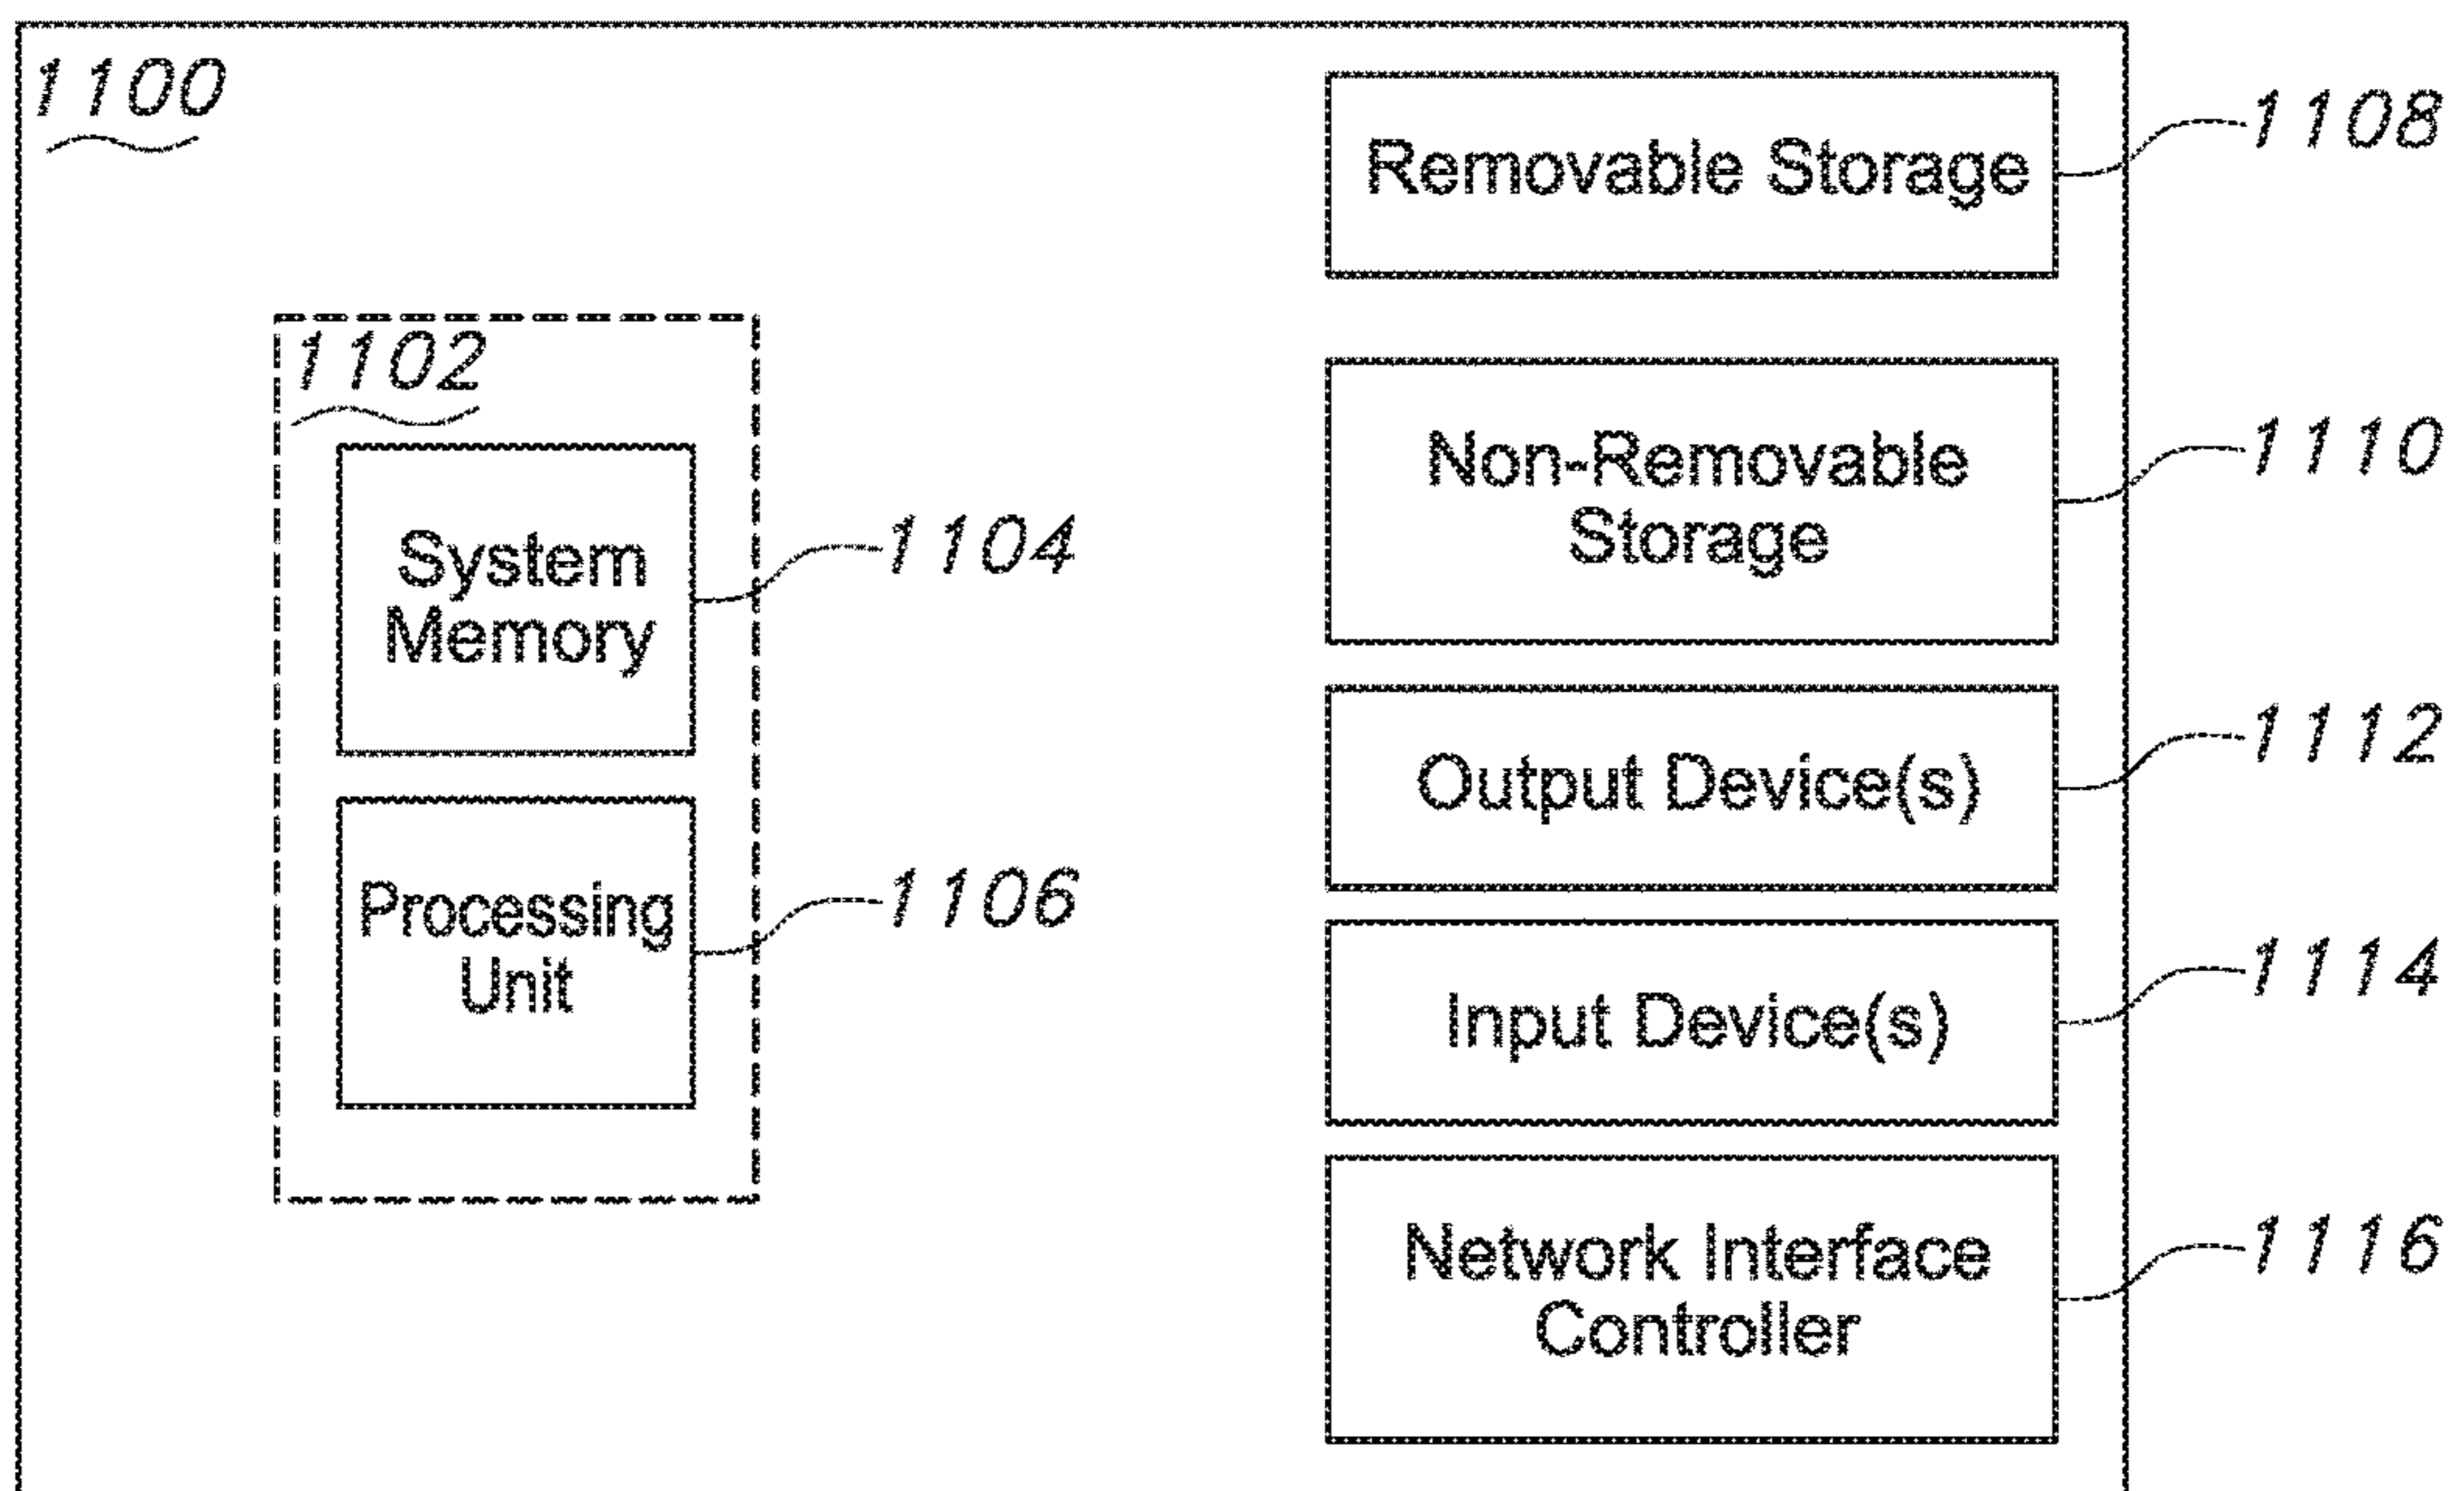 1100
Removable Storage
1108
1102
System
Memory
1104
Non-Removable
Storage
1110
Processing
Unit
1106
Output Device(s)
1112
Input Device(s)
1114
Network Interface
Controller
1116